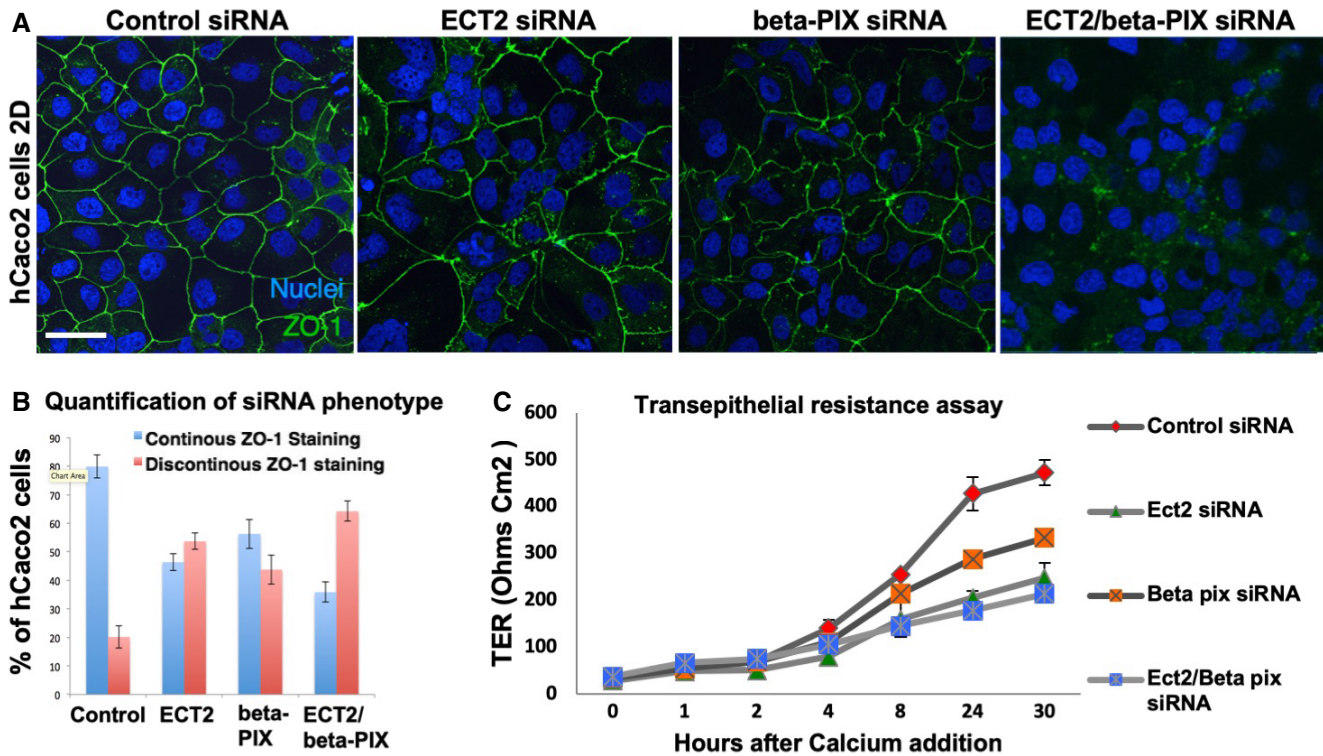 A
Control siRNA
ECT2 siRNA
beta-PIX siRNA
ECT2/beta-PIX siRNA
hCaco2 cells 2D
Nuclei
ZO-1
B
Quantification of siRNA phenotype
Continous ZO-1 Staining
Discontinous ZO-1 staining
% of hCaco2 cells
90
80
70
60
50
40
30
20
10
0
Chart Area
Control
ECT2
beta-
PIX
ECT2/
beta-PIX
C
Transepithelial resistance assay
TER (Ohms Cm2)
600
500
400
300
200
100
0
0 1 2 4 8 24 30
Hours after Calcium addition
Control siRNA
Ect2 siRNA
Beta pix siRNA
Ect2/Beta pix
siRNA